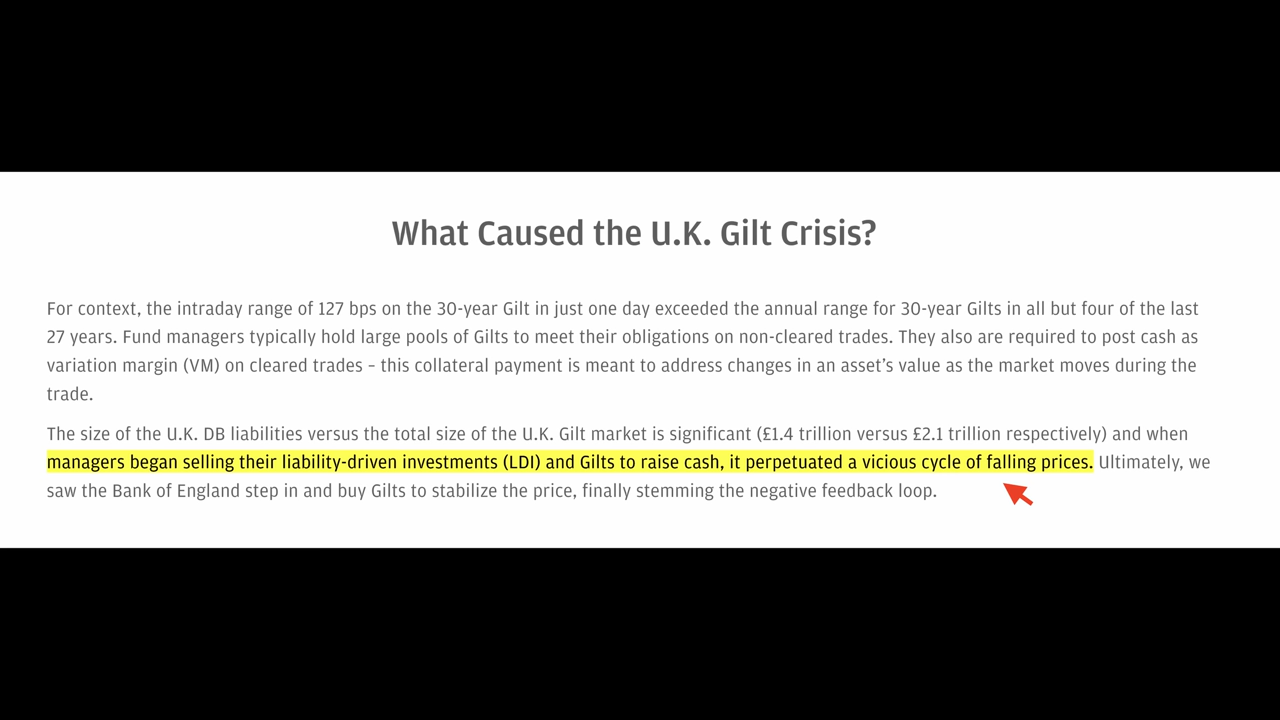 What Caused the U.K. Gilt Crisis?
For context, the intraday range of 127 bps on the 30-year Gilt in just one day exceeded the annual range for 30-year Gilts in all but four of the last
27 years. Fund managers typically hold large pools of Gilts to meet their obligations on non-cleared trades. They also are required to post cash as
variation margin (VM) on cleared trades – this collateral payment is meant to address changes in an asset’s value as the market moves during the
trade.
The size of the U.K. DB liabilities versus the total size of the U.K. Gilt market is significant (£1.4 trillion versus £2.1 trillion respectively) and when
managers began selling their liability-driven investments (LDI) and Gilts to raise cash, it perpetuated a vicious cycle of falling prices. Ultimately, we
saw the Bank of England step in and buy Gilts to stabilize the price, finally stemming the negative feedback loop.